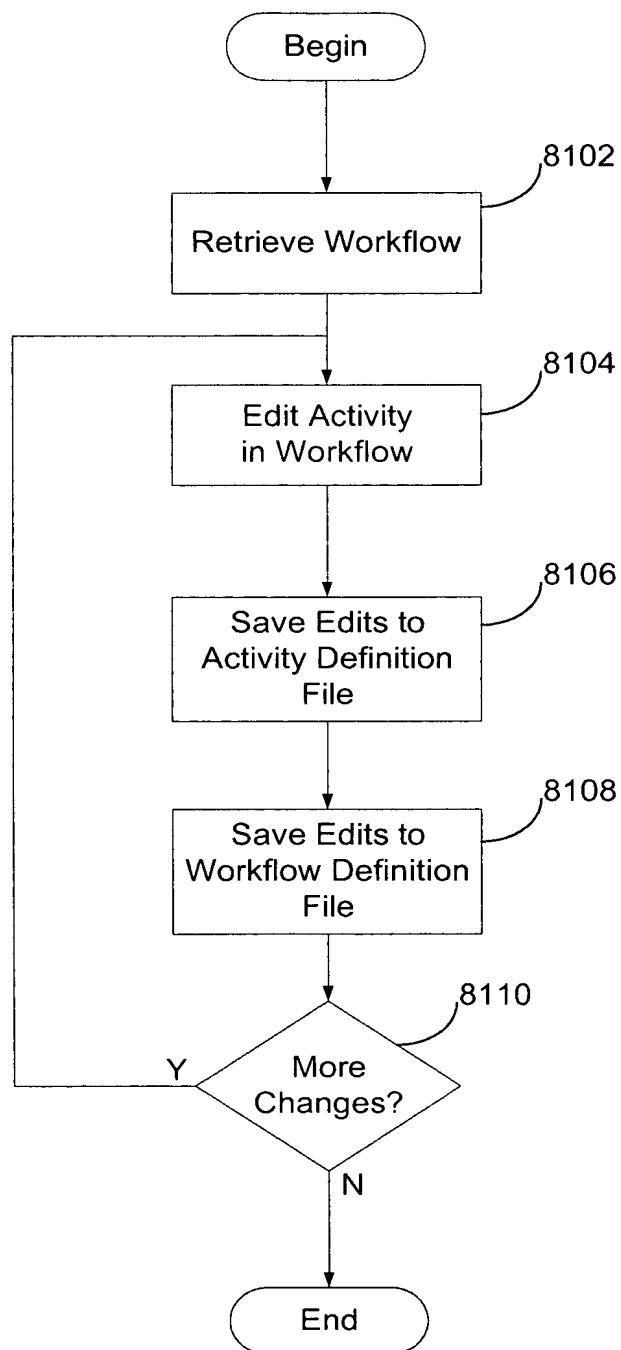 Begin
8102
Retrieve Workflow
8104
Edit Activity
in Workflow
8106
Save Edits to
Activity Definition
File
8108
Save Edits to
Workflow Definition
File
8110
Y
More
Changes?
N
End